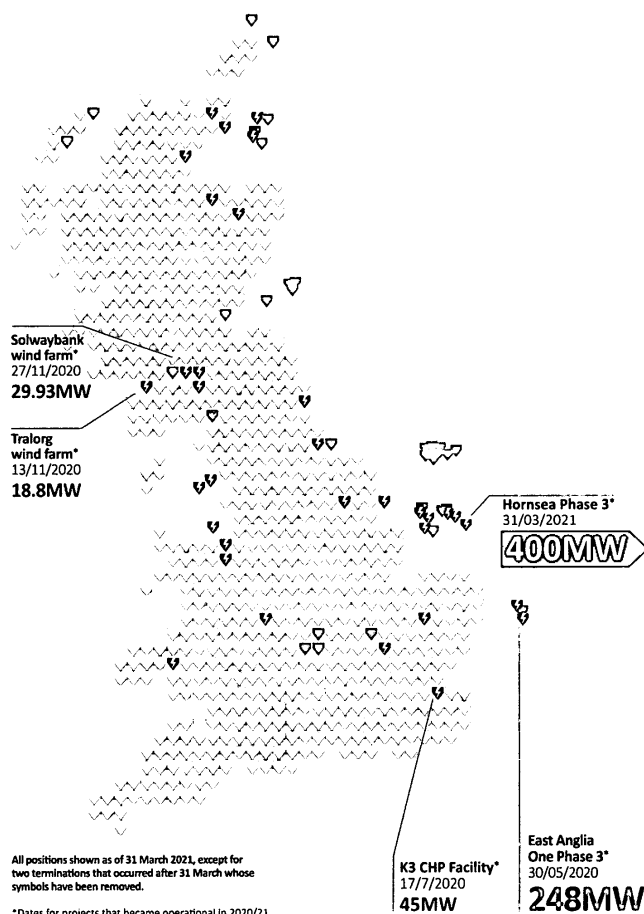 Solwaybank
wind farm*
27/11/2020
29.93MW
Tralorg
wind farm*
13/11/2020
18.8MW
Hornsea Phase 3*
31/03/2021
400MW
East Anglia
One Phase 3*
30/05/2020
248MW
K3 CHP Facility*
17/7/2020
45MW
All positions shown as of 31 March 2021, except for
two terminations that occurred after 31 March whose
symbols have been removed.
*Dates for projects that became operational in 2020/21